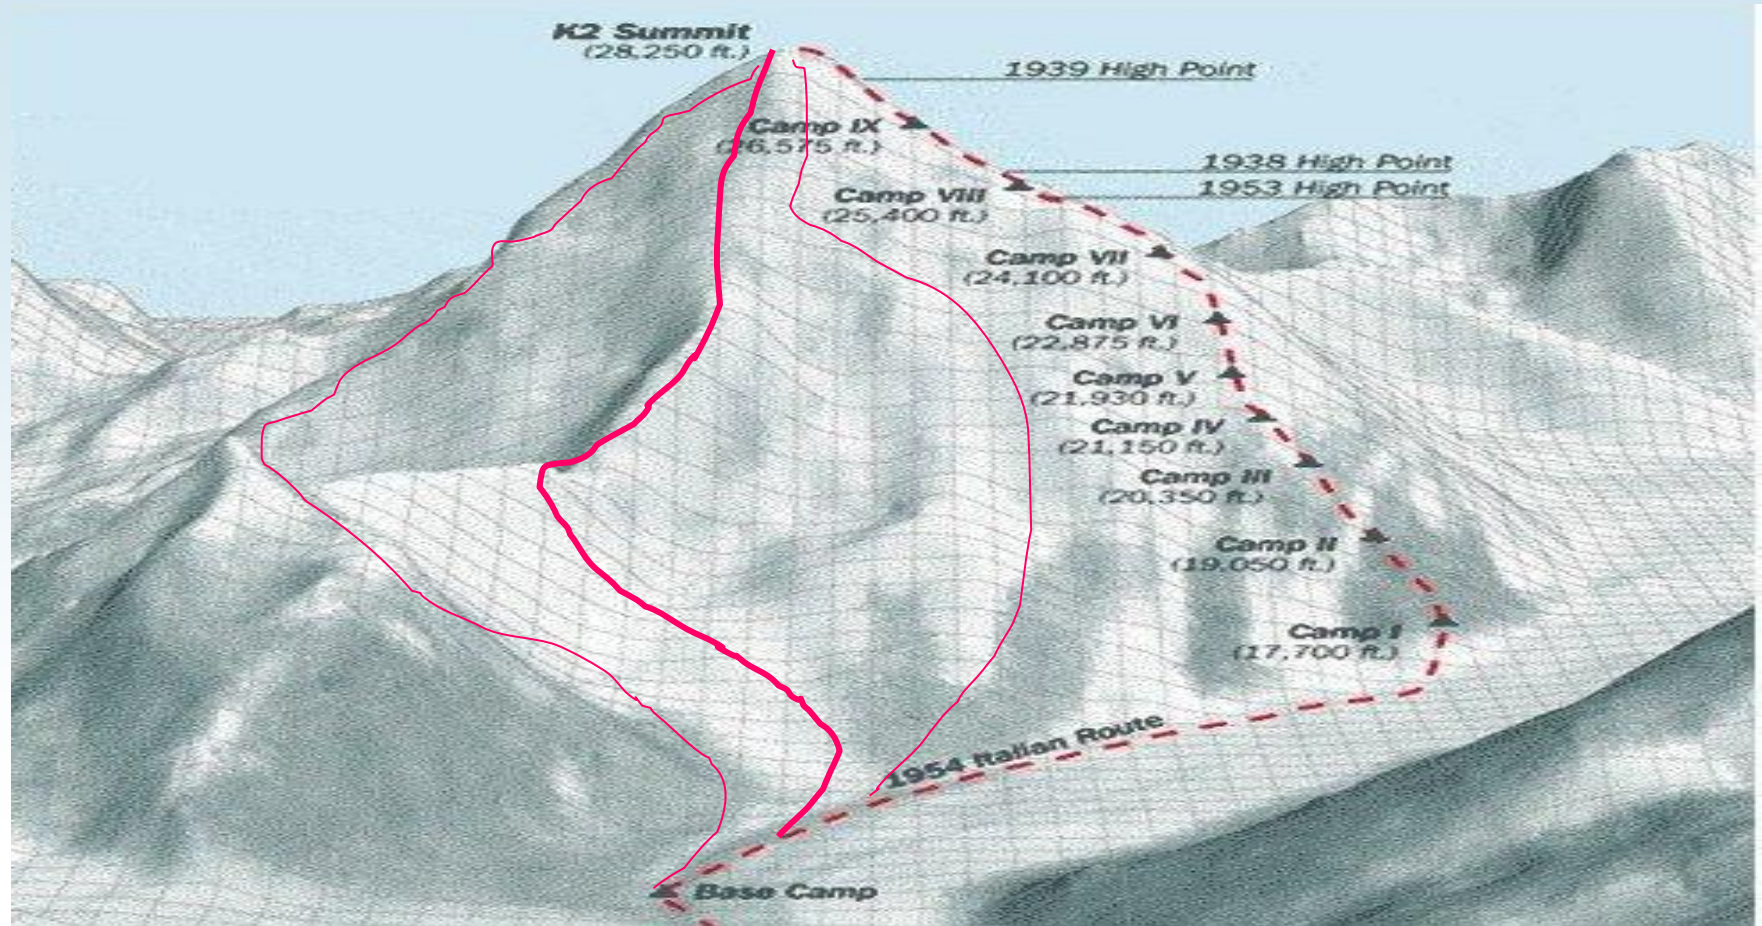 K2 Summit
(28,250 ft.)
1939 High Point
Camp IX
(26,575 ft.)
1938 High Point
1953 High Point
Camp VIII
(25,400 ft.)
Camp VII
(24,100 ft.)
Camp VI
(22,875 ft.)
Camp V
(21,930 ft.)
Camp IV
(21,150 ft.)
Camp III
(20,350 ft.)
Camp II
(19,050 ft.)
Camp I
(17,700 ft.)
1954 Italian Route
Base Camp